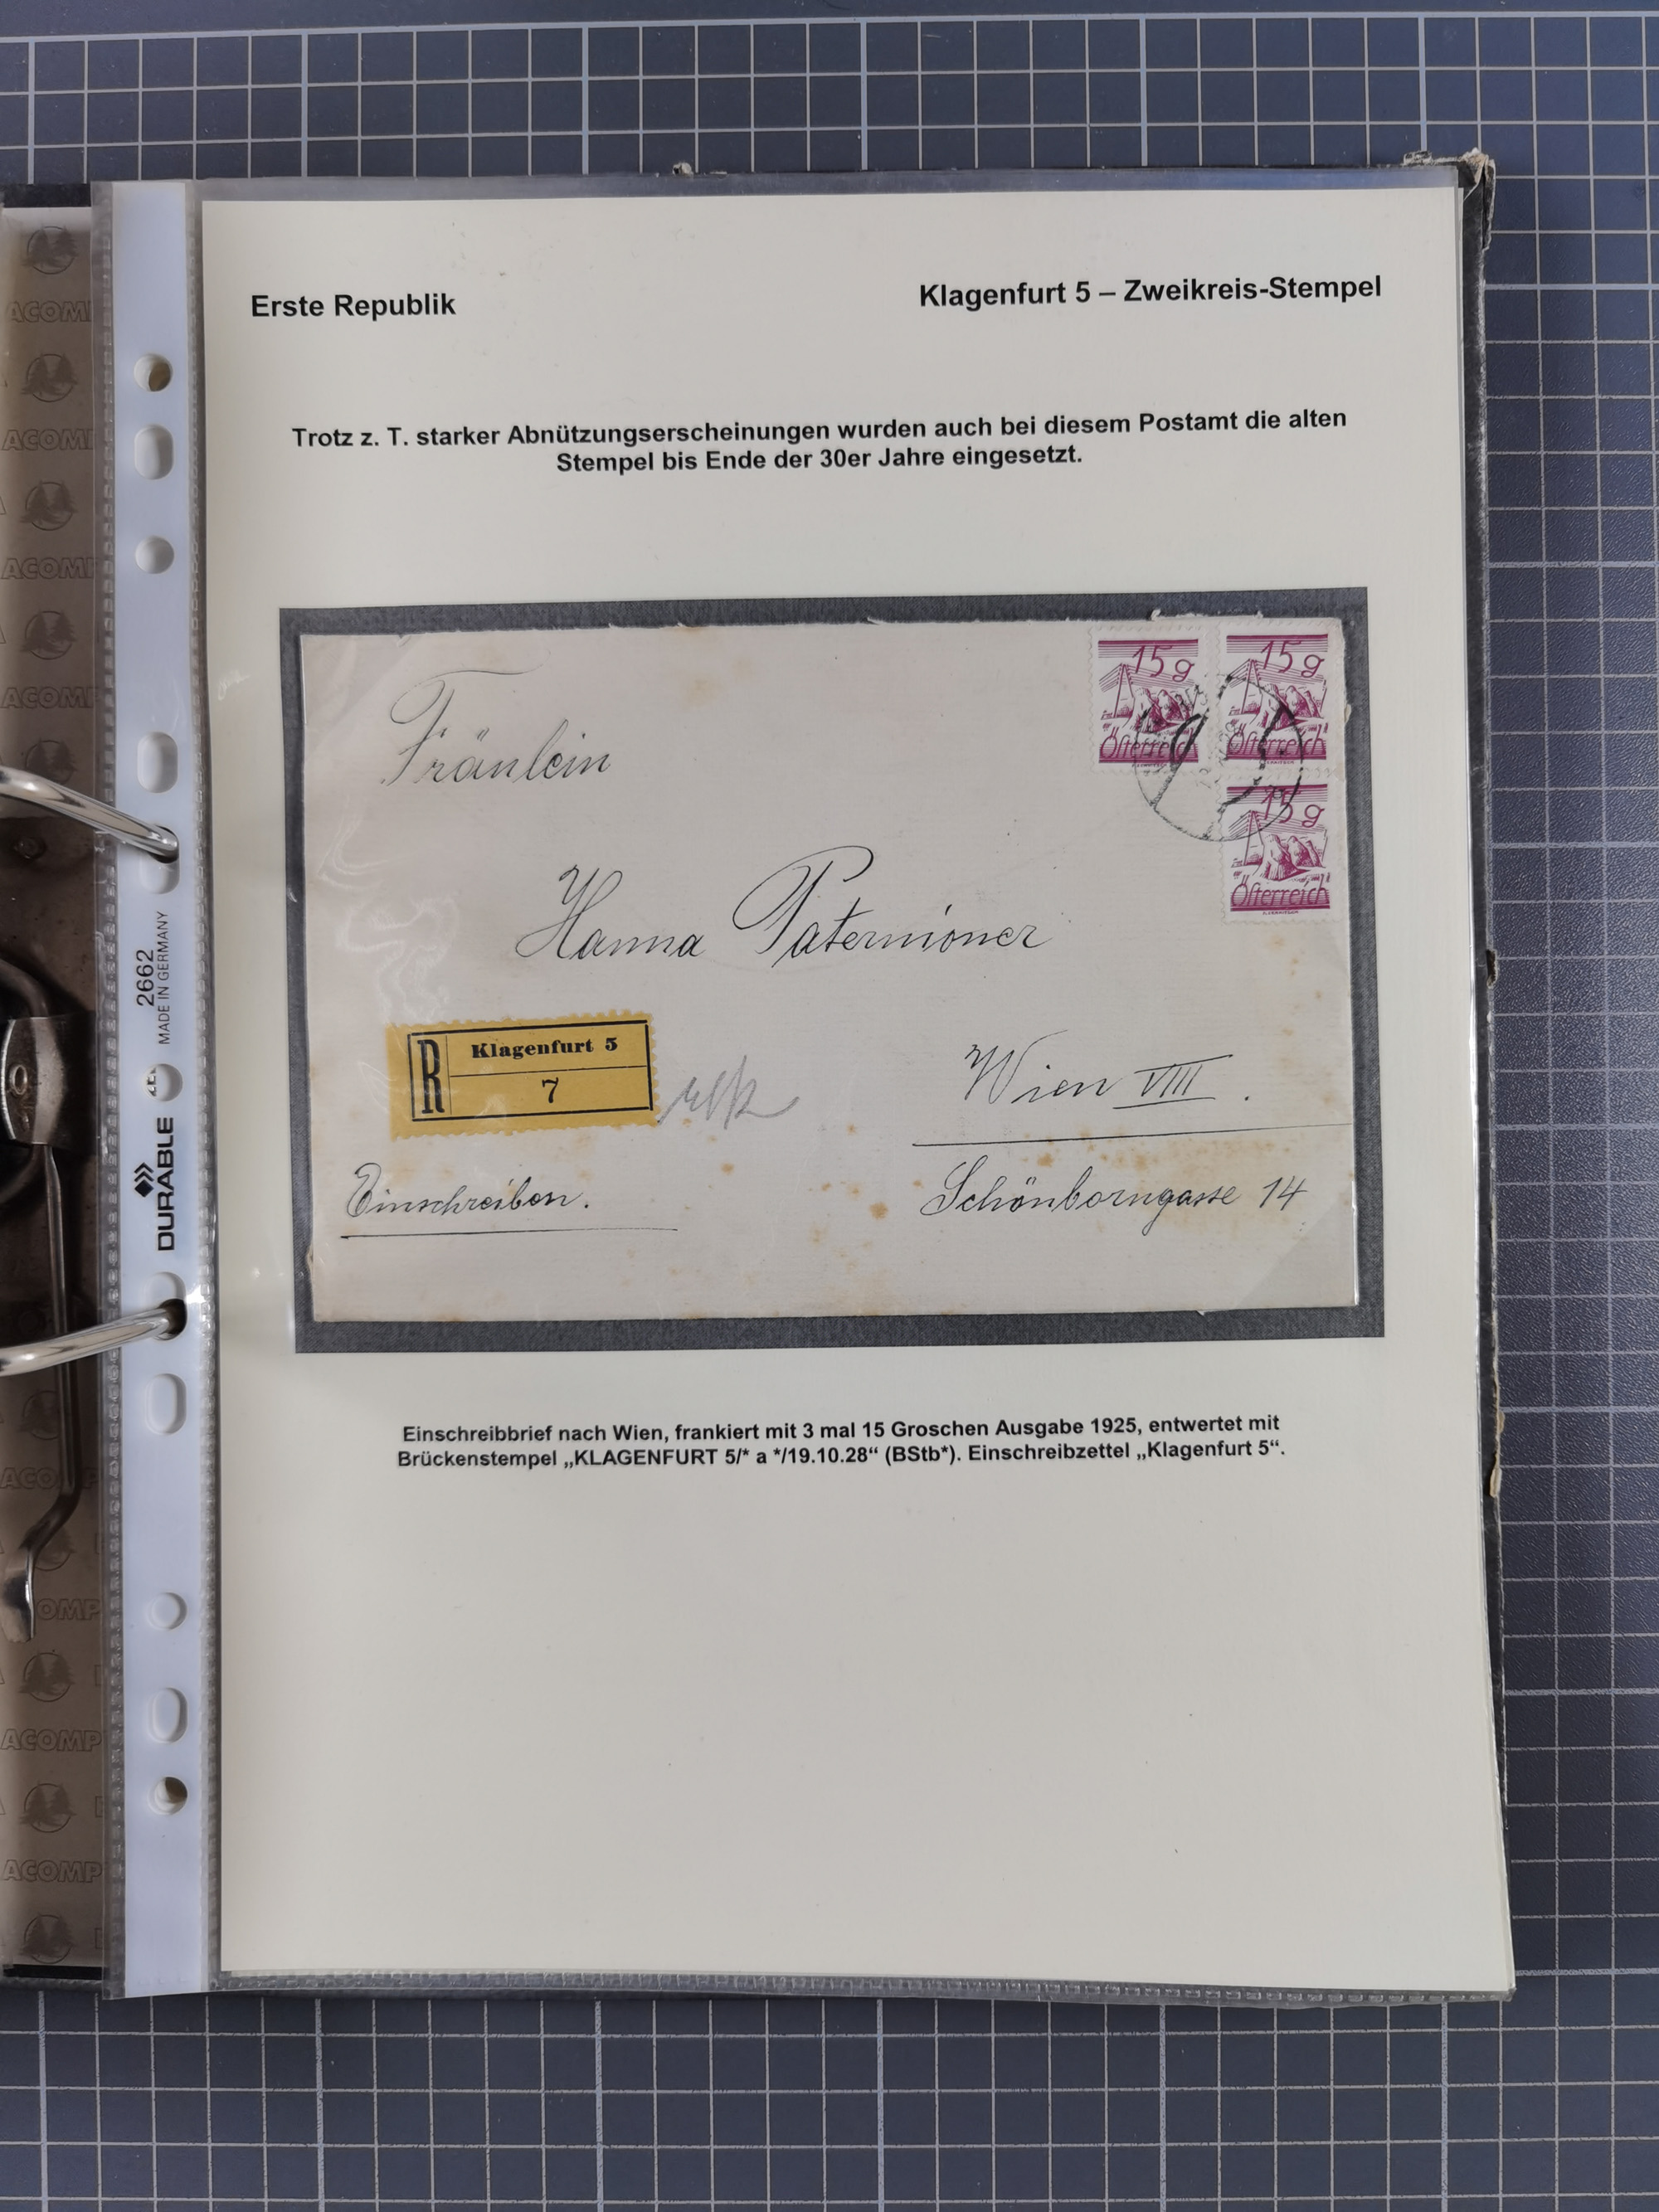 Erste Republik
Klagenfurt 5 – Zweikreis-Stempel
Trotz z. T. starker Abnützungserscheinungen wurden auch bei diesem Postamt die alten
Stempel bis Ende der 30er Jahre eingesetzt.
15g
Österreich
15g
Österreich
15g
Österreich
Fräulein
Hanna Paternioner
R
Klagenfurt 5
7
Wien VIII.
Einschreiben.
Schönborngasse 14
Einschreibbrief nach Wien, frankiert mit 3 mal 15 Groschen Ausgabe 1925, entwertet mit
Brückenstempel „KLAGENFURT 5/* a */19.10.28“ (BStb*). Einschreibzettel „Klagenfurt 5“.
DURABLE
2662
MADE IN GERMANY